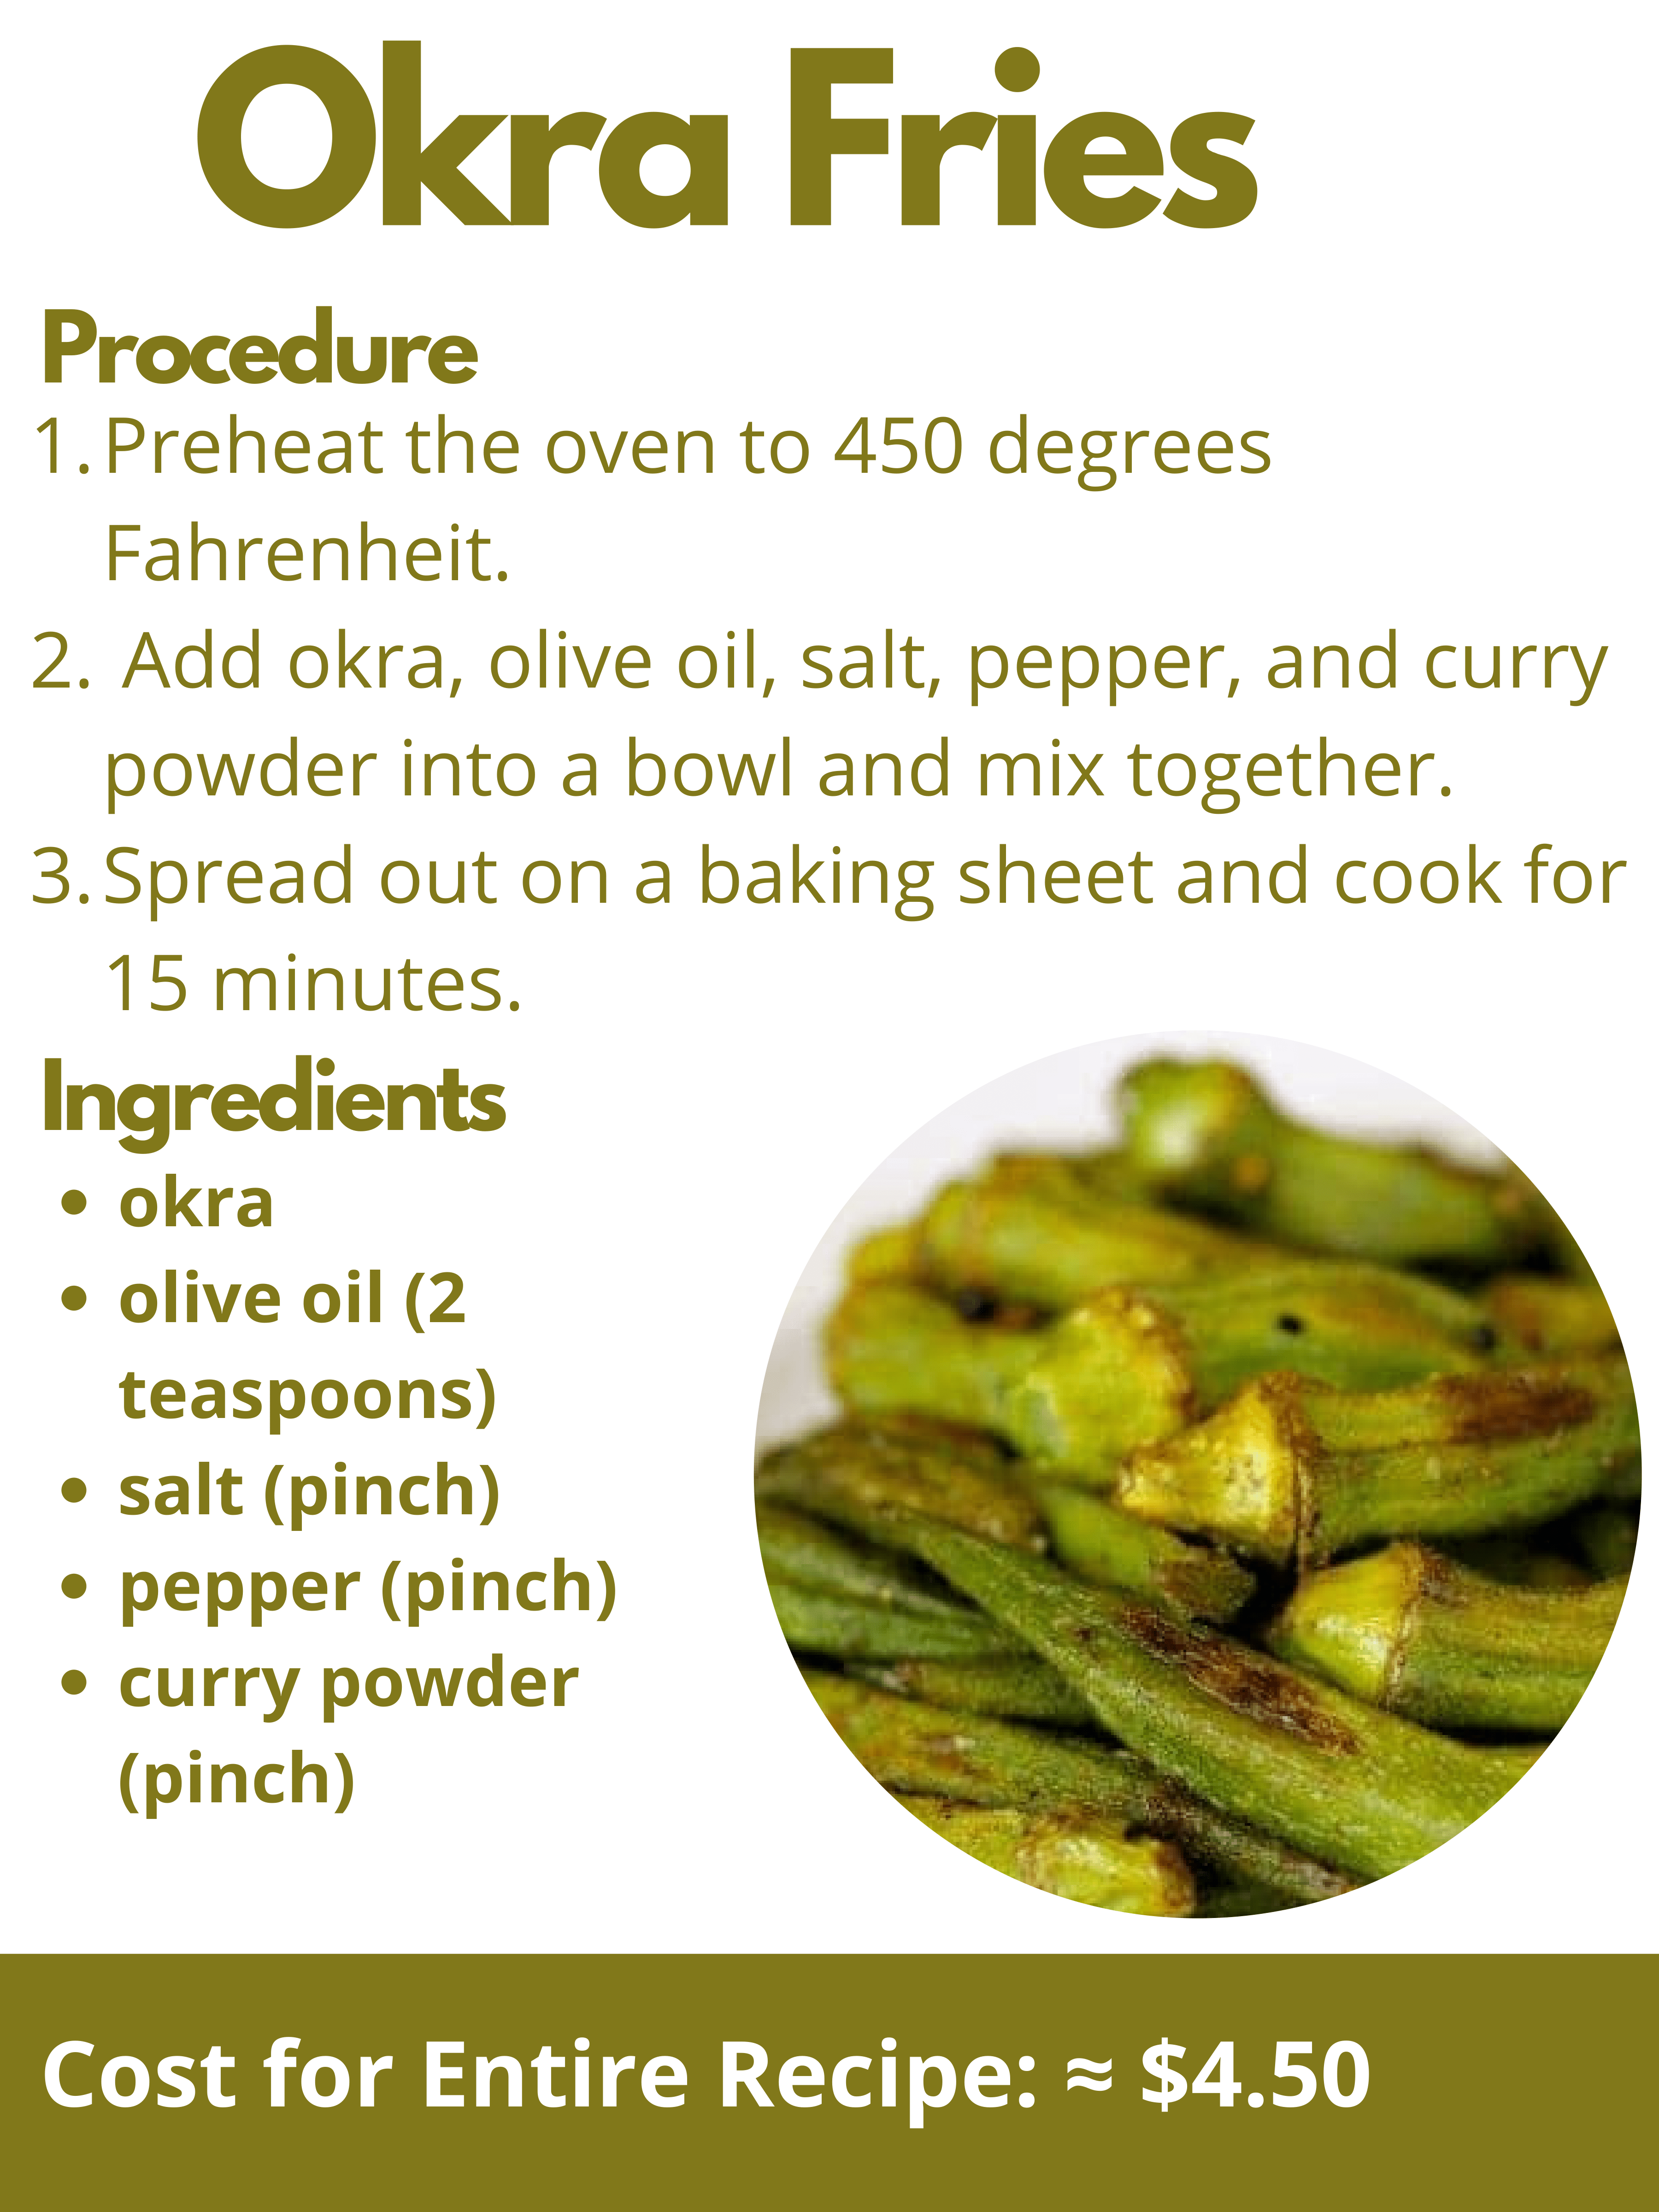 Okra Fries
Procedure
1. Preheat the oven to 450 degrees
Fahrenheit.
2. Add okra, olive oil, salt, pepper, and curry
powder into a bowl and mix together.
3. Spread out on a baking sheet and cook for
15 minutes.
Ingredients
• okra
• olive oil (2
teaspoons)
• salt (pinch)
• pepper (pinch)
• curry powder
(pinch)
Cost for Entire Recipe: ≈ $4.50